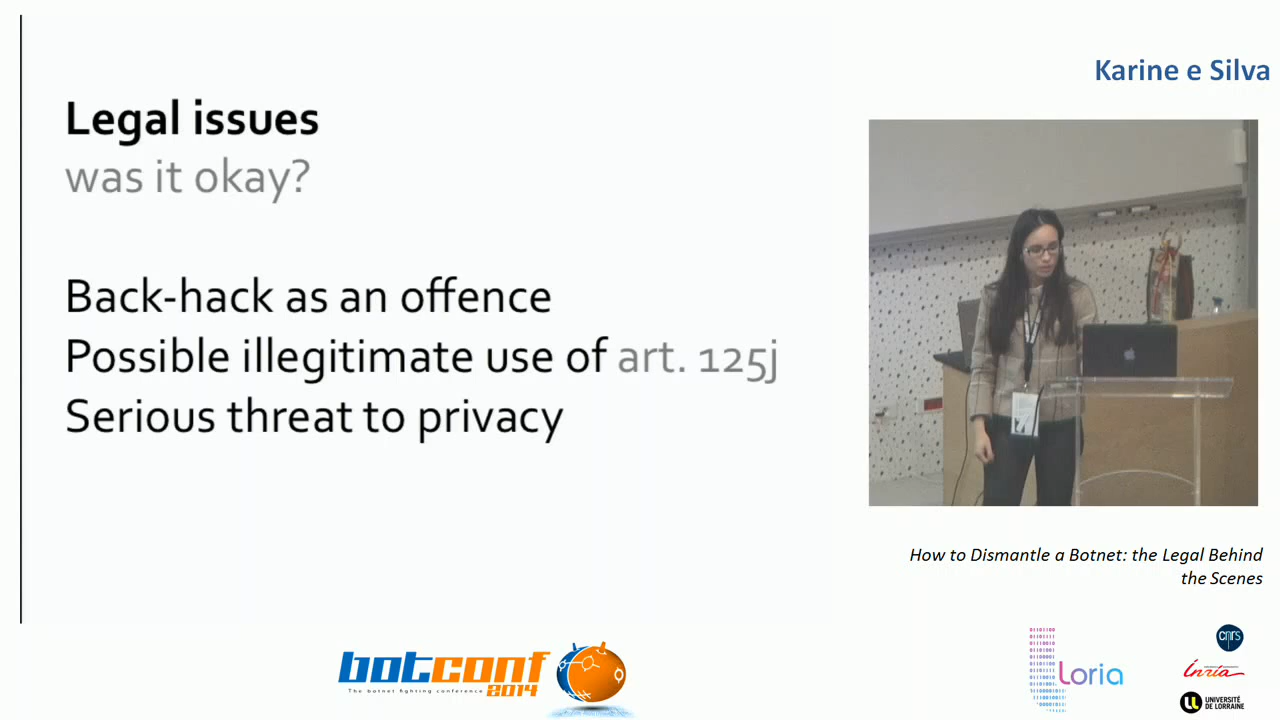 Karine e Silva
Legal issues
was it okay?
Back-hack as an offence
Possible illegitimate use of art. 125j
Serious threat to privacy
How to Dismantle a Botnet: the Legal Behind
the Scenes
botconf
2014
The botnet fighting conference
Loria
cnrs
Inria
UNIVERSITÉ
DE LORRAINE